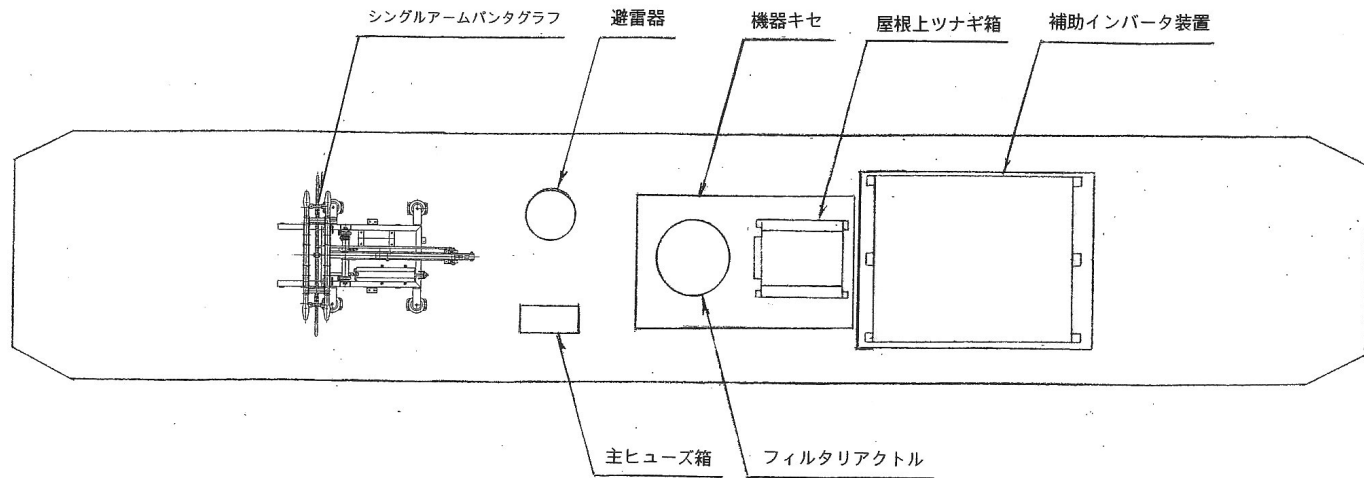 シングルアームパンタグラフ
避雷器
機器キセ
屋根上ツナギ箱
補助インバータ装置
主ヒューズ箱
フィルタリアクトル